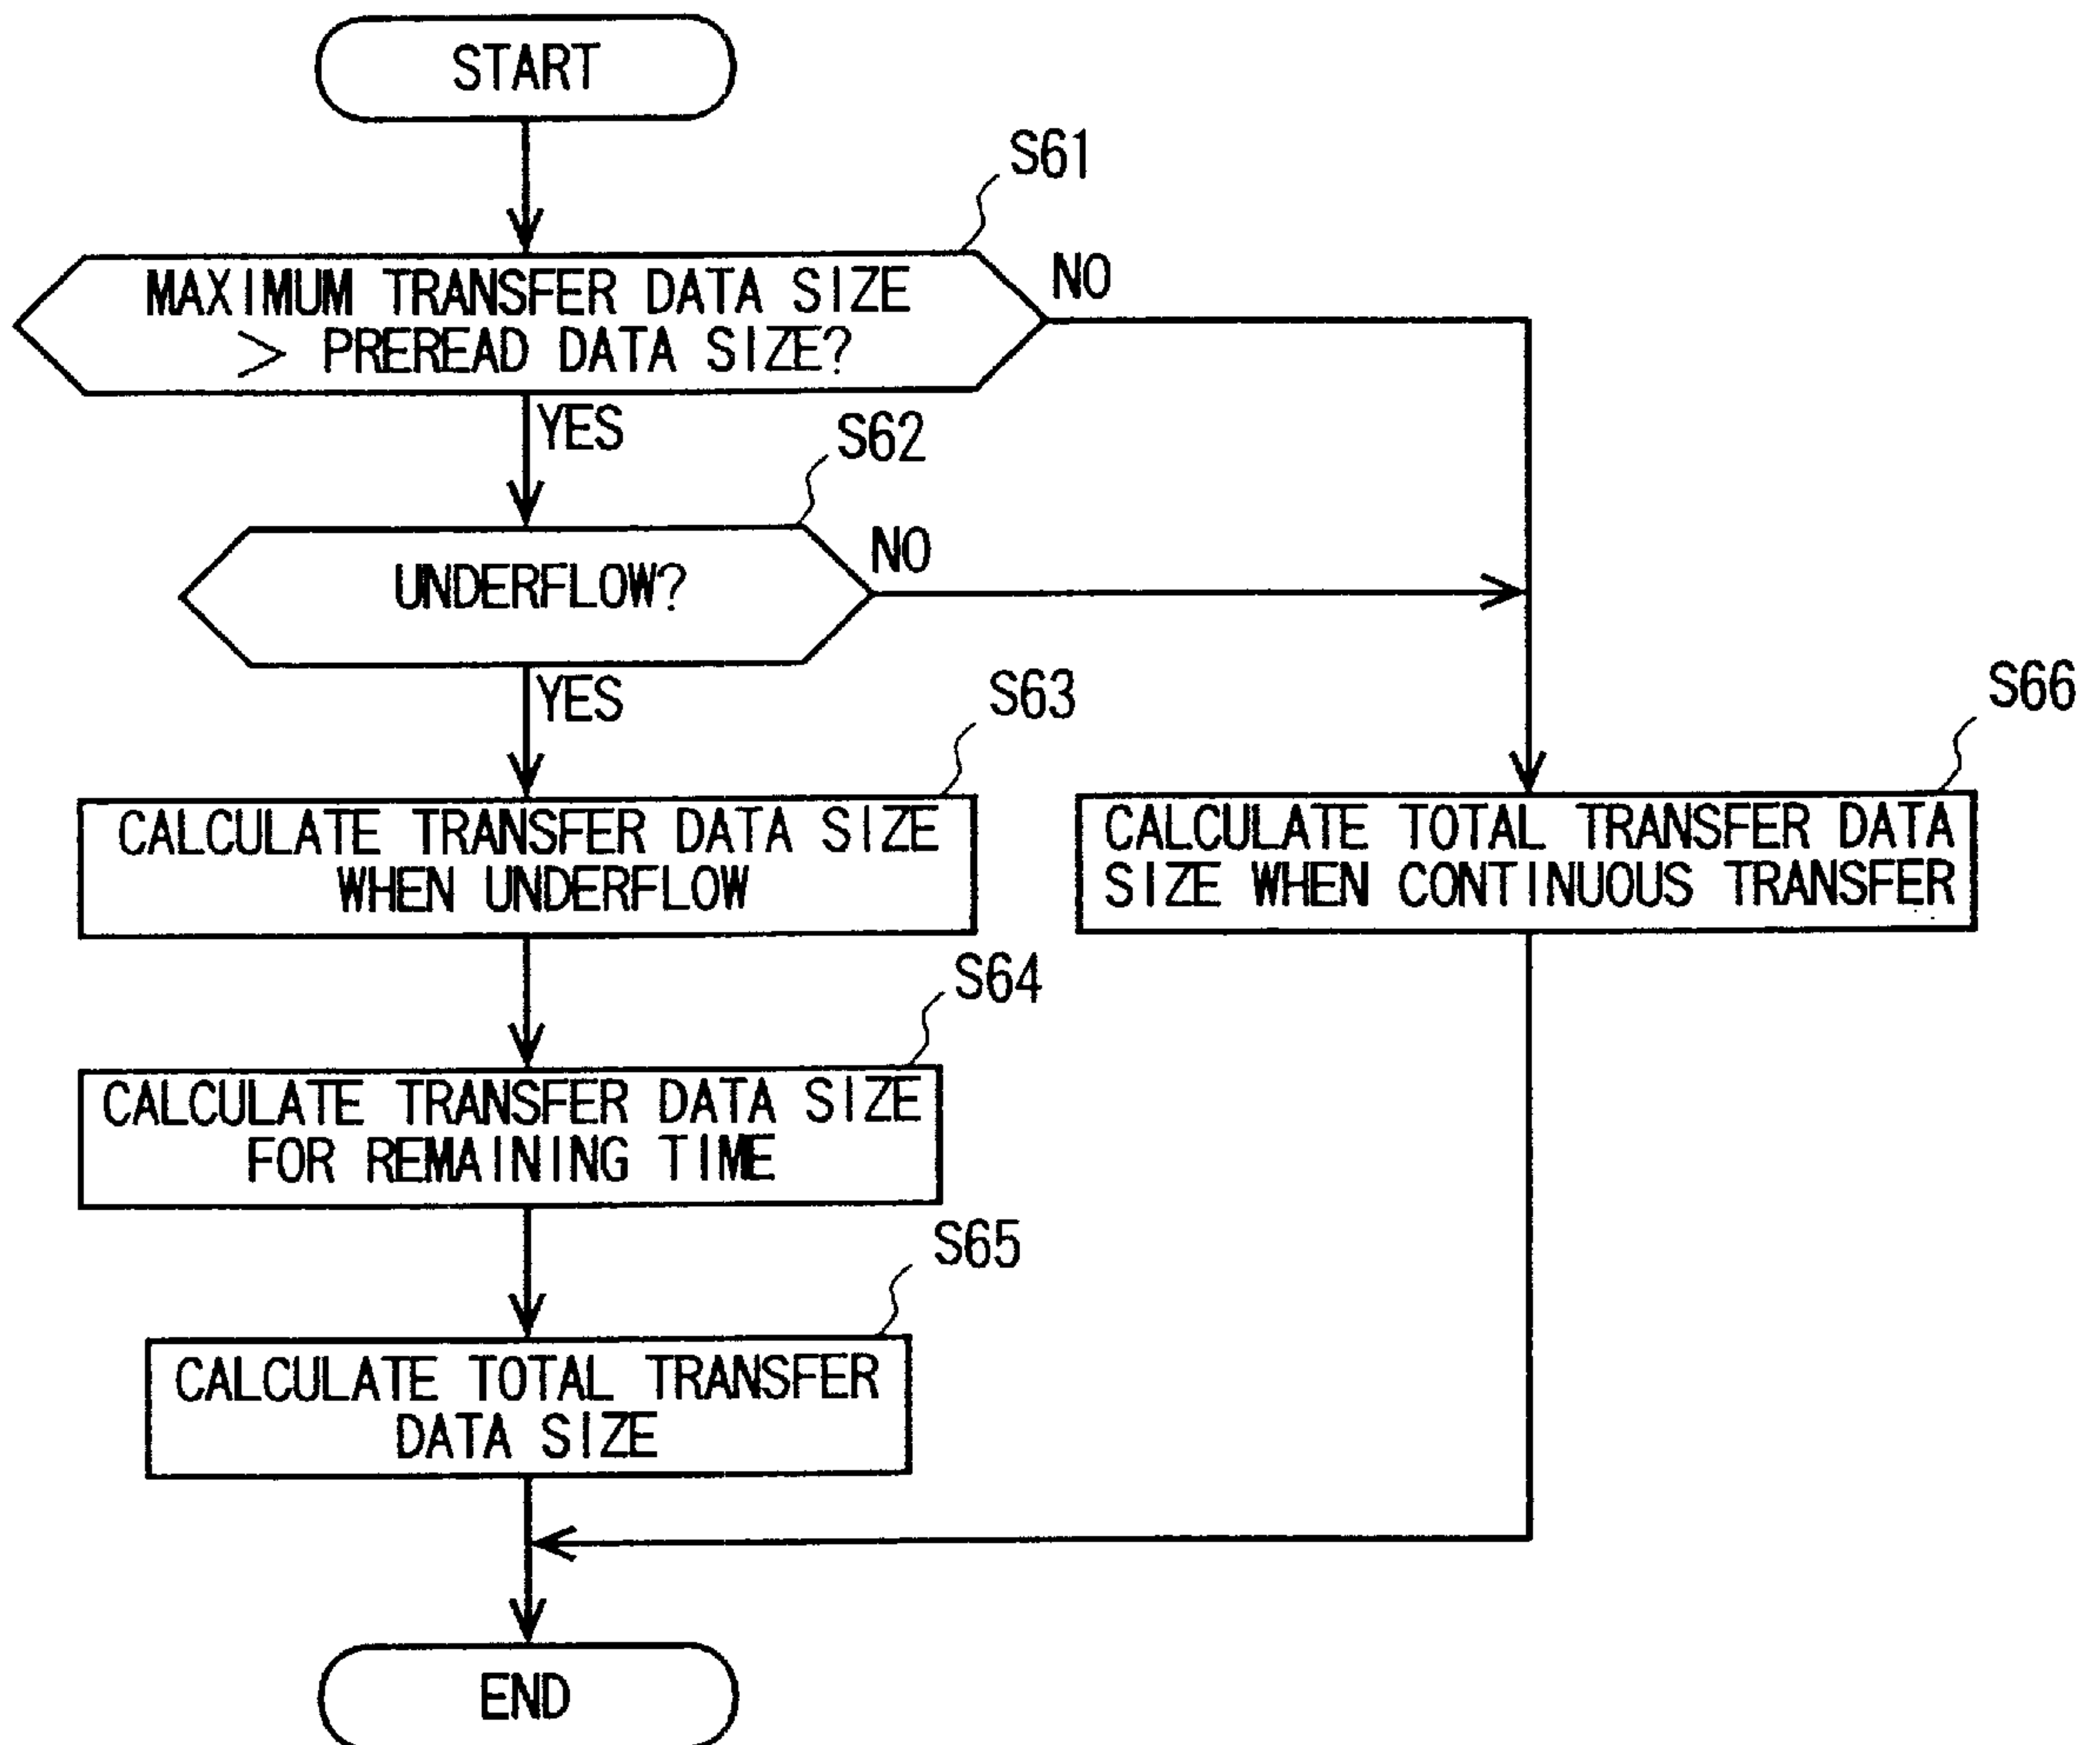 START
S61
MAXIMUM TRANSFER DATA SIZE
> PREREAD DATA SIZE?
NO
YES
S62
UNDERFLOW?
NO
YES
S63
CALCULATE TRANSFER DATA SIZE
WHEN UNDERFLOW
S66
CALCULATE TOTAL TRANSFER DATA
SIZE WHEN CONTINUOUS TRANSFER
S64
CALCULATE TRANSFER DATA SIZE
FOR REMAINING TIME
S65
CALCULATE TOTAL TRANSFER
DATA SIZE
END